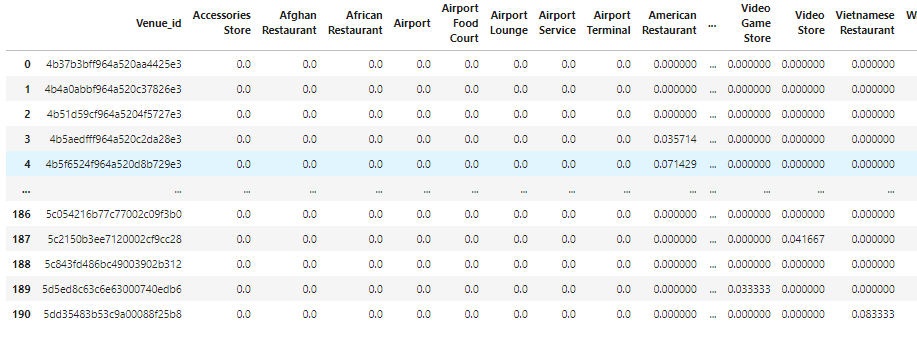 Venue_id Accessories Store Afghan Restaurant African Restaurant Airport Airport Food Court Airport Lounge Airport Service Airport Terminal American Restaurant ... Video Game Store Video Store Vietnamese Restaurant W
0 4b37b3bff964a520aa4425e3 0.0 0.0 0.0 0.0 0.0 0.0 0.0 0.0 0.000000 ... 0.000000 0.000000 0.000000
1 4b4a0abbf964a520c37826e3 0.0 0.0 0.0 0.0 0.0 0.0 0.0 0.0 0.000000 ... 0.000000 0.000000 0.000000
2 4b51d59cf964a5204f5727e3 0.0 0.0 0.0 0.0 0.0 0.0 0.0 0.0 0.000000 ... 0.000000 0.000000 0.000000
3 4b5aedfff964a520c2da28e3 0.0 0.0 0.0 0.0 0.0 0.0 0.0 0.0 0.035714 ... 0.000000 0.000000 0.000000
4 4b5f6524f964a520d8b729e3 0.0 0.0 0.0 0.0 0.0 0.0 0.0 0.0 0.071429 ... 0.000000 0.000000 0.000000
... ... ... ... ... ... ... ... ... ... ... ... ... ... ...
186 5c054216b77c77002c09f3b0 0.0 0.0 0.0 0.0 0.0 0.0 0.0 0.0 0.000000 ... 0.000000 0.000000 0.000000
187 5c2150b3ee7120002cf9cc28 0.0 0.0 0.0 0.0 0.0 0.0 0.0 0.0 0.000000 ... 0.000000 0.041667 0.000000
188 5c843fd486bc49003902b312 0.0 0.0 0.0 0.0 0.0 0.0 0.0 0.0 0.000000 ... 0.000000 0.000000 0.000000
189 5d5ed8c63c6e63000740edb6 0.0 0.0 0.0 0.0 0.0 0.0 0.0 0.0 0.000000 ... 0.033333 0.000000 0.000000
190 5dd35483b53c9a00088f25b8 0.0 0.0 0.0 0.0 0.0 0.0 0.0 0.0 0.000000 ... 0.000000 0.000000 0.083333